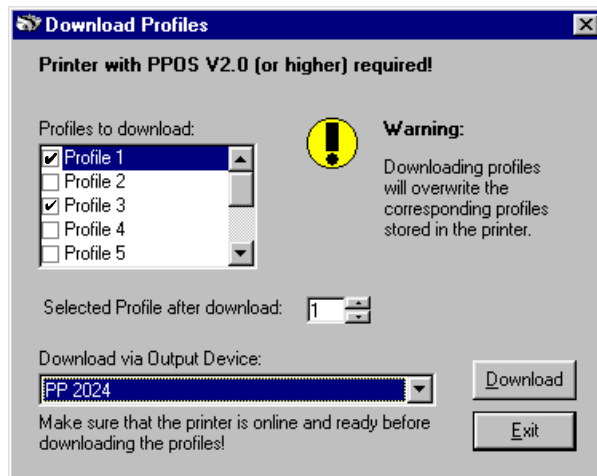 Download Profiles
Printer with PPOS V2.0 (or higher) required!
Profiles to download:
Profile 1
Profile 2
Profile 3
Profile 4
Profile 5
Warning:
Downloading profiles
will overwrite the
corresponding profiles
stored in the printer.
Selected Profile after download:
1
Download via Output Device:
PP 2024
Make sure that the printer is online and ready before
downloading the profiles!
Download
Exit